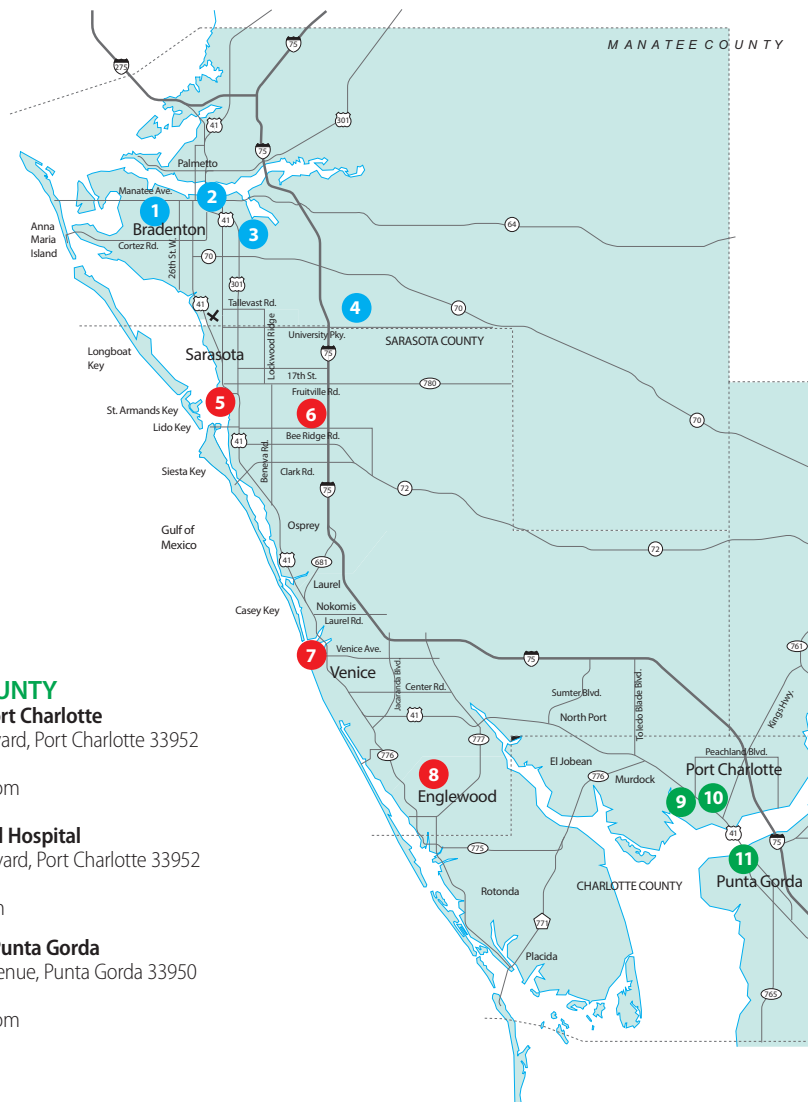 MANATEE COUNTY
75
275
41
301
75
Palmetto
Manatee Ave.
1
2
Bradenton
41
3
64
Anna
Maria
Island
Cortez Rd.
26th St. W.
70
301
41
Tallevast Rd.
4
70
Lockwood Ridge
University Pky.
SARASOTA COUNTY
Longboat
Key
Sarasota
75
17th St.
780
Fruitville Rd.
5
6
St. Armands Key
Lido Key
70
41
Bee Ridge Rd.
Beneva Rd.
Siesta Key
Clark Rd.
75
72
Gulf of
Mexico
Osprey
72
41
681
Laurel
Casey Key
Nokomis
Laurel Rd.
761
7
Venice Ave.
75
Venice
Jacaranda Blvd.
Center Rd.
Sumter Blvd.
Toledo Blade Blvd.
Kings Hwy.
41
North Port
777
776
Peachland Blvd.
El Jobean
8
776
Murdock
Port Charlotte
Englewood
9
10
41
75
775
11
Rotonda
CHARLOTTE COUNTY
Punta Gorda
771
Placida
765
UNTY
rt Charlotte
vard, Port Charlotte 33952
om
l Hospital
vard, Port Charlotte 33952
m
Punta Gorda
enue, Punta Gorda 33950
om